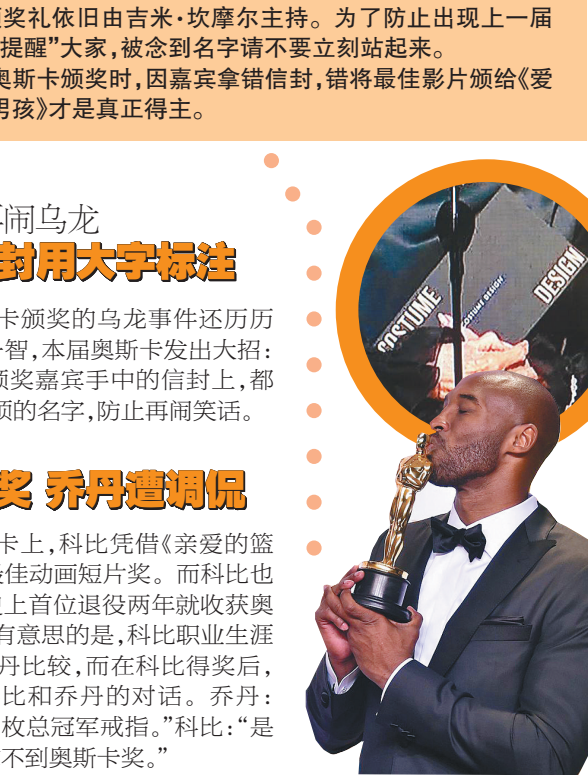 奖礼依旧由吉米·坎摩尔主持。为了防止出现上一届
提醒”大家,被念到名字请不要立刻站起来。
奥斯卡颁奖时,因嘉宾拿错信封,错将最佳影片颁给《爱
男孩》才是真正得主。
闹乌龙
封用大字标注
卡颁奖的乌龙事件还历历
一智,本届奥斯卡发出大招:
颁奖嘉宾手中的信封上,都
项的名字,防止再闹笑话。
COSTUME
COSTUME DESIGN
DESIGN
奖 乔丹遭调侃
卡上,科比凭借《亲爱的篮
最佳动画短片奖。而科比也
史上首位退役两年就收获奥
有意思的是,科比职业生涯
丹比较,而在科比得奖后,
比和乔丹的对话。乔丹:
枚总冠军戒指。”科比:“是
不到奥斯卡奖。”